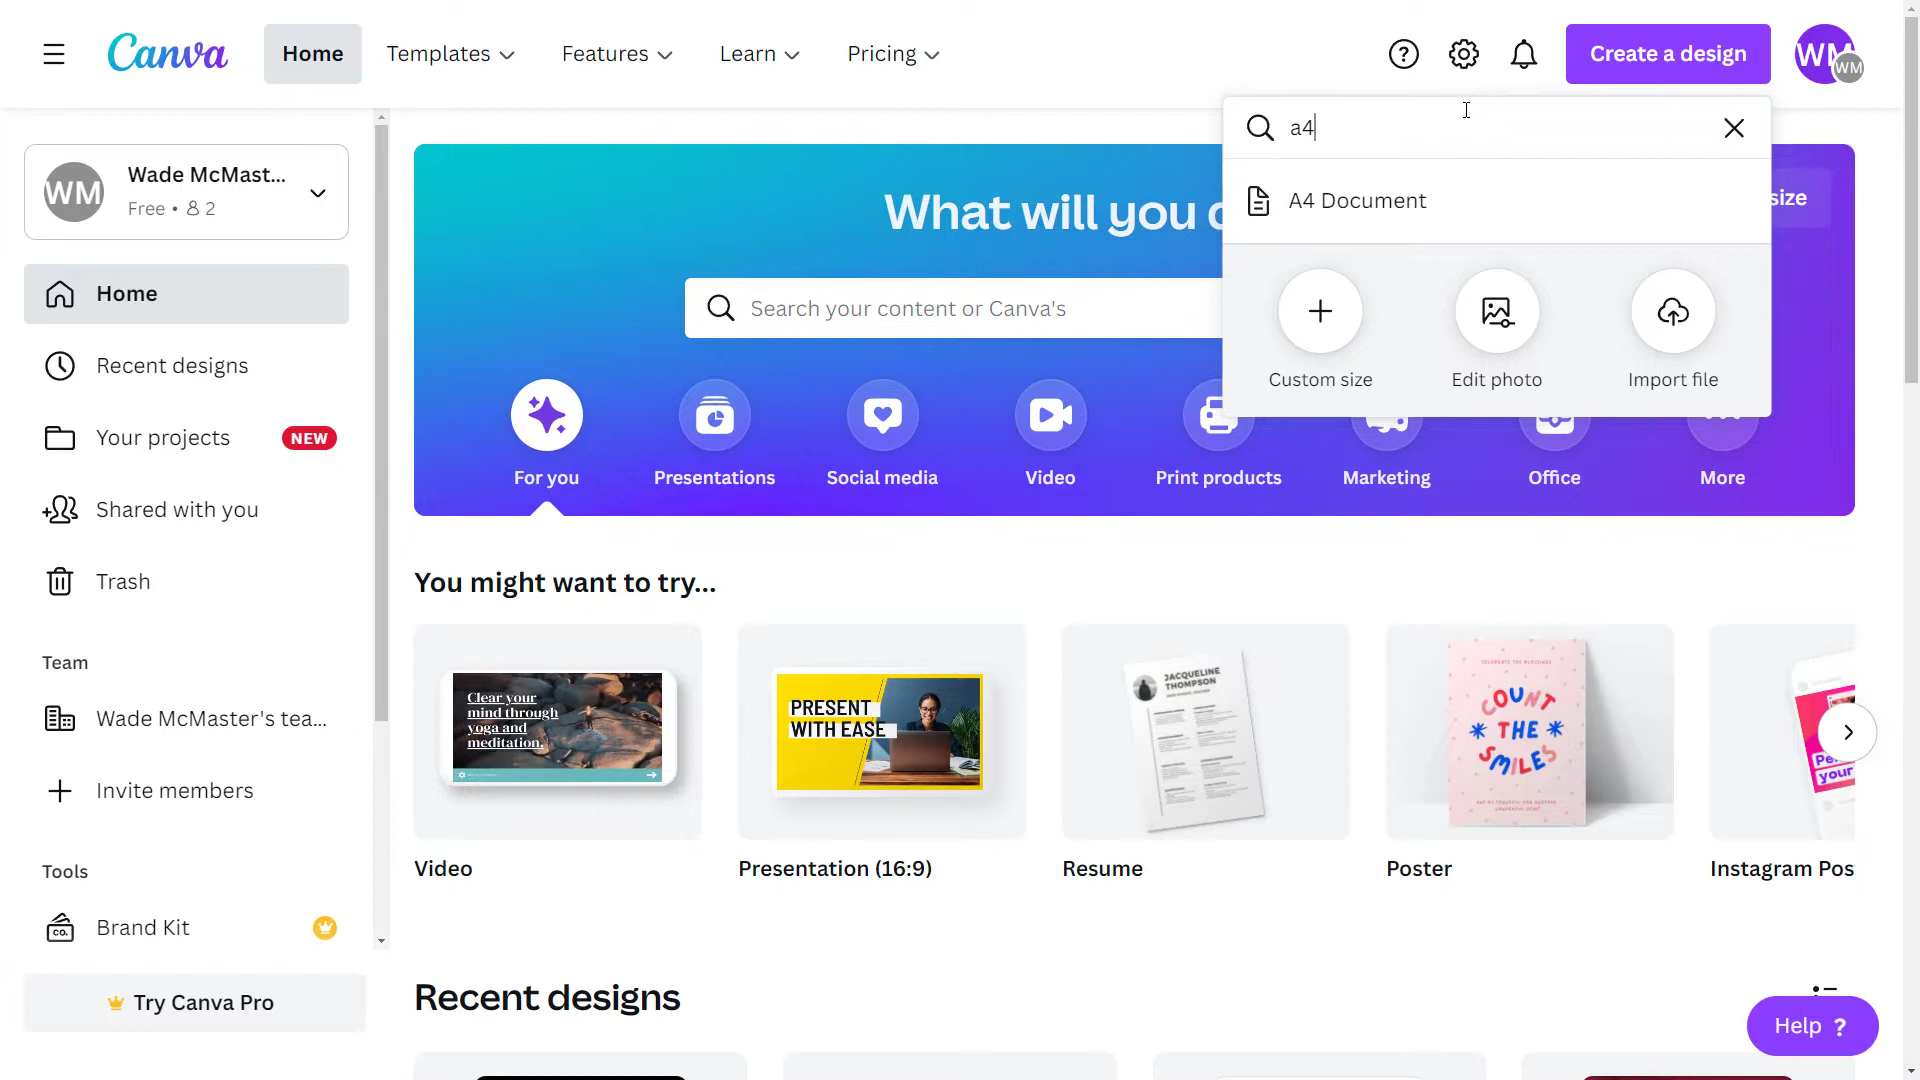 Canva
Home
Templates
Features
Learn
Pricing
Create a design
WM
WM
a4
A4 Document
size
Custom size
Edit photo
Import file
WM
Wade McMast...
Free • 2
Home
Recent designs
Your projects NEW
Shared with you
Trash
Team
Wade McMaster's tea...
Invite members
Tools
Brand Kit
Try Canva Pro
What will you
Search your content or Canva's
For you
Presentations
Social media
Video
Print products
Marketing
Office
More
You might want to try...
Clear your
mind through
yoga and
meditation.
PRESENT
WITH EASE
JACQUELINE
THOMPSON
COUNT
THE
SMILES
your
Video
Presentation (16:9)
Resume
Poster
Instagram Pos
Recent designs
Help ?